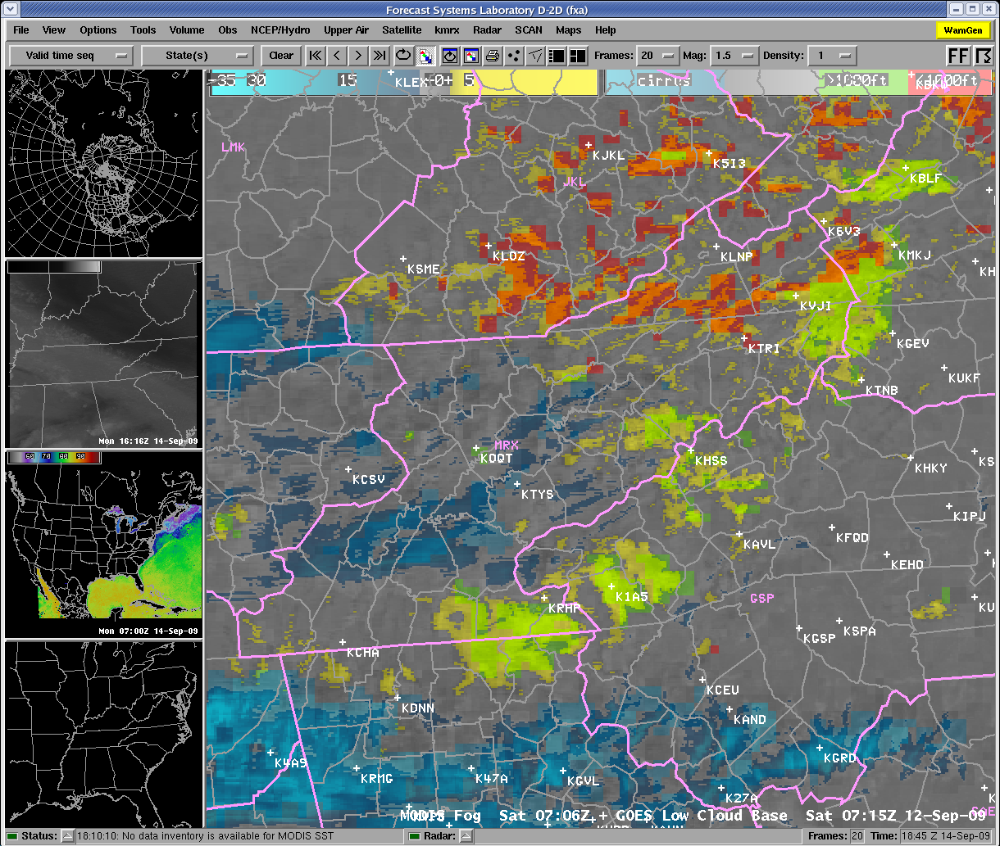 Forecast Systems Laboratory D-2D (fxa)
File View Options Tools Volume Obs NCEP/Hydro Upper Air Satellite kmrx Radar SCAN Maps Help WarnGen
Valid time seq State(s) Clear Frames: 20 Mag: 1.5 Density: 1 FF
35 30 15 -0+ 5 cirrus >1000ft <1000ft
KLEX
LMK
KJKL
K5I3
KBLF
JKL
K6V3
KLOZ
KLNP
KMKJ
KSME
KH
KVJI
KTRI
KGEV
KUKF
KTNB
Mon 16:16Z 14-Sep-09
MRX
60 70 80 90
KOQT
KHSS
KHKY
KS
KCSV
KTYS
KIPJ
KFQD
KAVL
KEHO
K1A5
GSP
KRHP
KU
Mon 07:00Z 14-Sep-09
KGSP
KSPA
KCHA
KCEU
KDNN
KAND
K4A9
KGRD
KRMG
K47A
KGVL
K27A
K
MODIS Fog Sat 07:06Z + GOES Low Cloud Base Sat 07:15Z 12-Sep-09
Status: 18:10:10: No data inventory is available for MODIS SST Radar: Frames: 20 Time: 18:45 Z 14-Sep-09